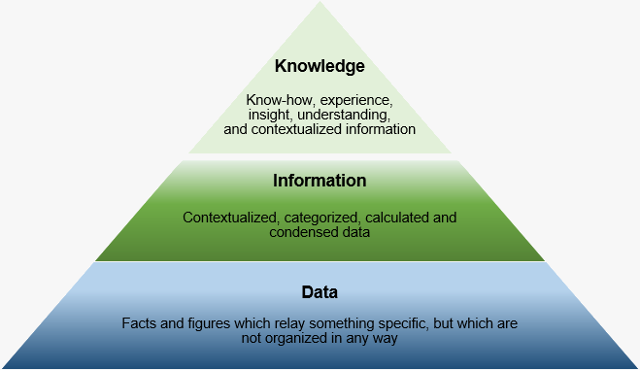 Knowledge
Know-how, experience,
insight, understanding,
and contextualized information
Information
Contextualized, categorized, calculated and
condensed data
Data
Facts and figures which relay something specific, but which are
not organized in any way